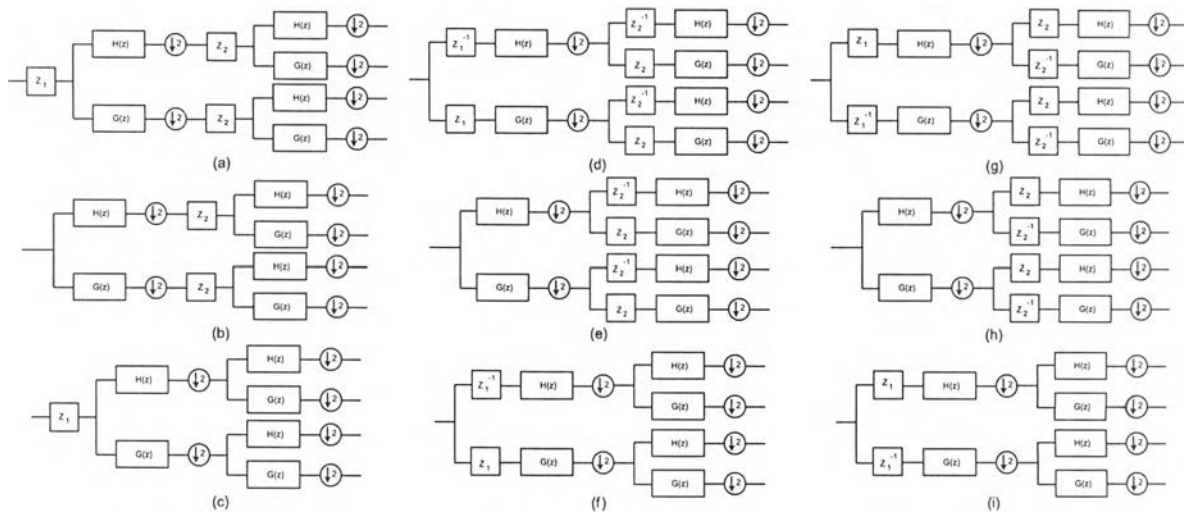 Z₁ H(z) ↓2 Z₂ H(z) ↓2
G(z) ↓2
G(z) ↓2 Z₂ H(z) ↓2
G(z) ↓2
(a)
H(z) ↓2 Z₂ H(z) ↓2
G(z) ↓2
G(z) ↓2 Z₂ H(z) ↓2
G(z) ↓2
(b)
Z₁ H(z) ↓2 H(z) ↓2
G(z) ↓2
G(z) ↓2 H(z) ↓2
G(z) ↓2
(c)
Z₁⁻¹ H(z) ↓2 Z₂⁻¹ H(z) ↓2
Z₂ G(z) ↓2
Z₁ G(z) ↓2 Z₂⁻¹ H(z) ↓2
Z₂ G(z) ↓2
(d)
H(z) ↓2 Z₂⁻¹ H(z) ↓2
Z₂ G(z) ↓2
G(z) ↓2 Z₂⁻¹ H(z) ↓2
Z₂ G(z) ↓2
(e)
Z₁⁻¹ H(z) ↓2 H(z) ↓2
G(z) ↓2
Z₁ G(z) ↓2 H(z) ↓2
G(z) ↓2
(f)
Z₁ H(z) ↓2 Z₂ H(z) ↓2
Z₂⁻¹ G(z) ↓2
Z₁⁻¹ G(z) ↓2 Z₂ H(z) ↓2
Z₂⁻¹ G(z) ↓2
(g)
H(z) ↓2 Z₂ H(z) ↓2
Z₂⁻¹ G(z) ↓2
G(z) ↓2 Z₂ H(z) ↓2
Z₂⁻¹ G(z) ↓2
(h)
Z₁ H(z) ↓2 H(z) ↓2
G(z) ↓2
Z₁⁻¹ G(z) ↓2 H(z) ↓2
G(z) ↓2
(i)